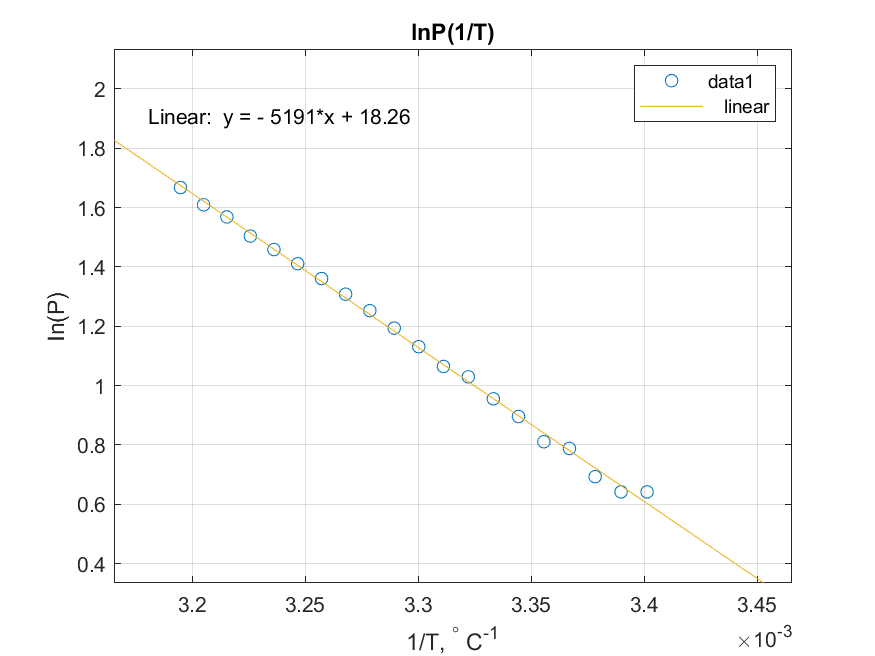 lnP(1/T)
data1
linear
Linear:  y = - 5191*x + 18.26
ln(P)
2
1.8
1.6
1.4
1.2
1
0.8
0.6
0.4
3.2
3.25
3.3
3.35
3.4
3.45
1/T, °C⁻¹
×10⁻³